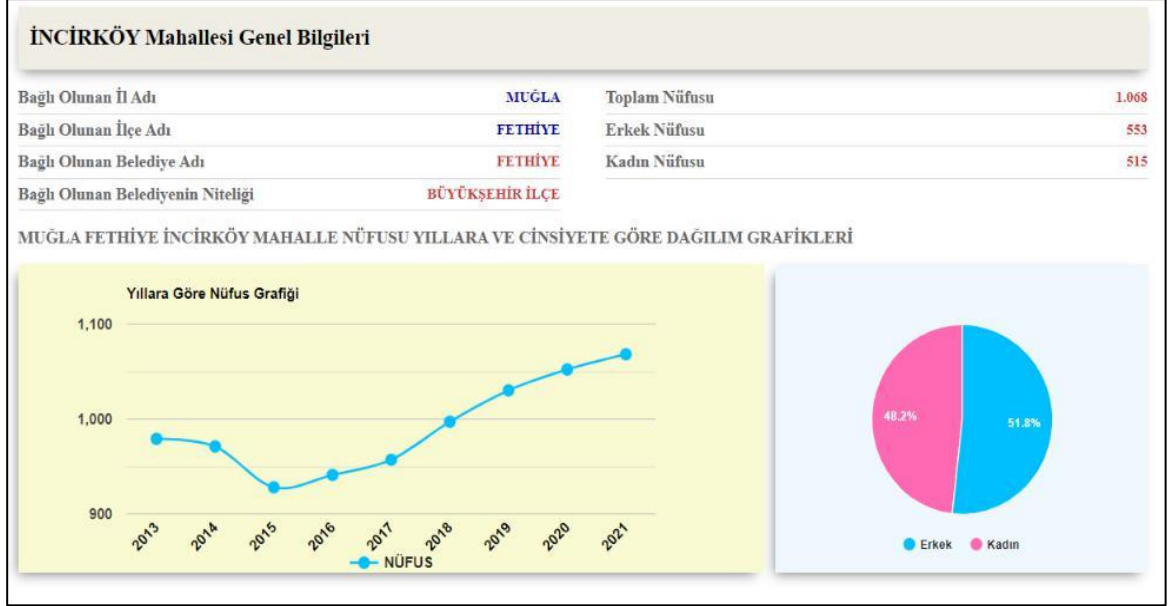 İNCİRKÖY Mahallesi Genel Bilgileri
Bağlı Olunan İl Adı MUĞLA
Bağlı Olunan İlçe Adı FETHİYE
Bağlı Olunan Belediye Adı FETHİYE
Bağlı Olunan Belediyenin Niteliği BÜYÜKŞEHİR İLÇE
Toplam Nüfusu 1.068
Erkek Nüfusu 553
Kadın Nüfusu 515
MUĞLA FETHİYE İNCİRKÖY MAHALLE NÜFUSU YILLARA VE CİNSİYETE GÖRE DAĞILIM GRAFİKLERİ
Yıllara Göre Nüfus Grafiği
1,100
1,000
900
2013 2014 2015 2016 2017 2018 2019 2020 2021
NÜFUS
48.2% 51.8%
Erkek Kadın